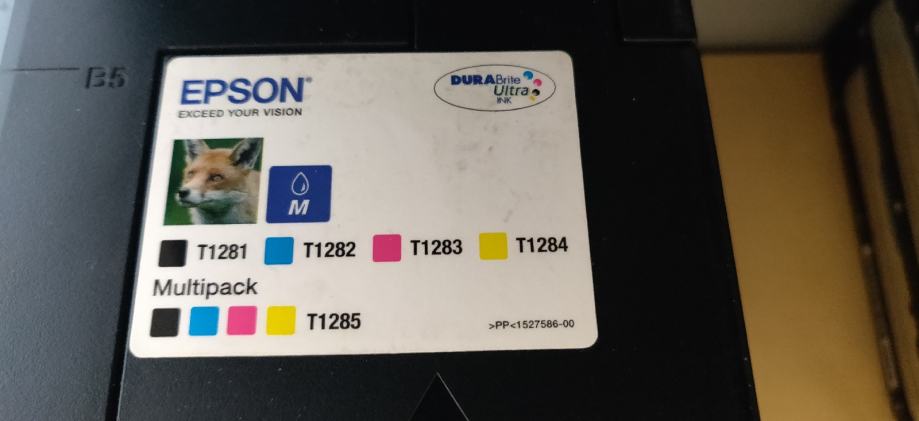 B5
EPSON®
EXCEED YOUR VISION
DURABrite
Ultra
INK
M
T1281 T1282 T1283 T1284
Multipack
T1285
>PP<1527586-00